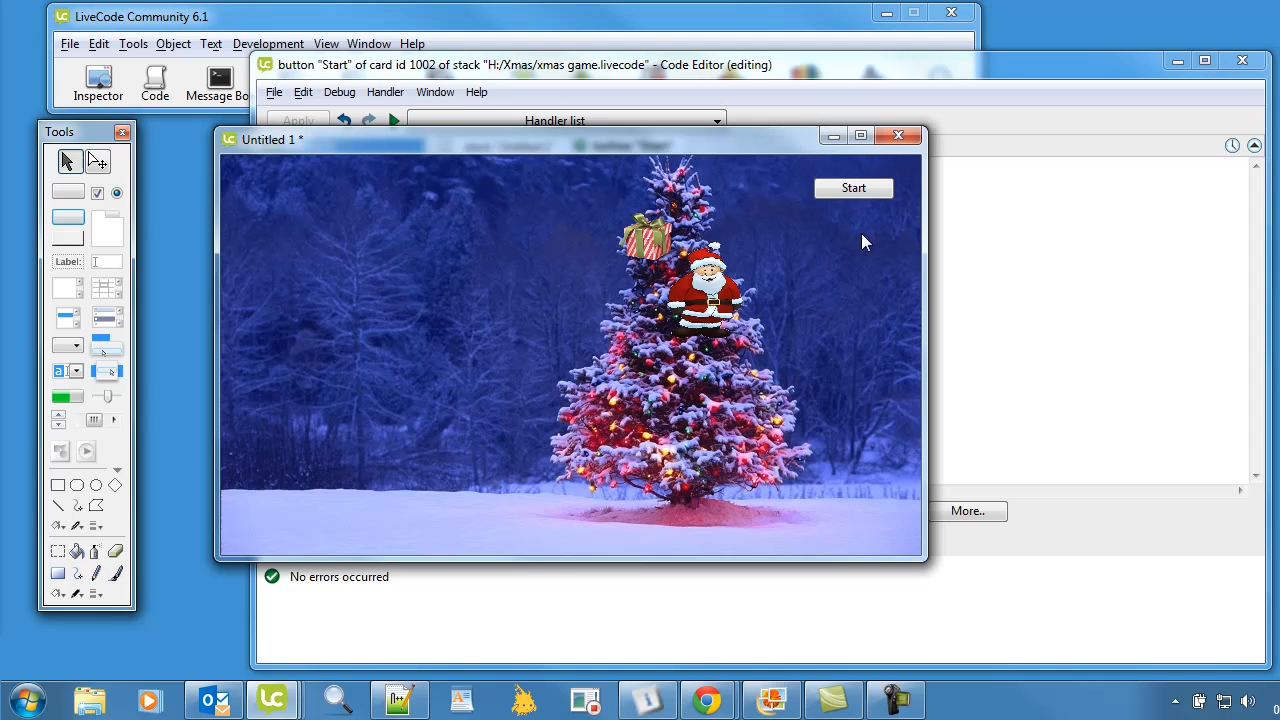 LiveCode Community 6.1
File Edit Tools Object Text Development View Window Help
Inspector Code Message Bo
button "Start" of card id 1002 of stack "H:/Xmas/xmas game.livecode" - Code Editor (editing)
File Edit Debug Handler Window Help
Apply Handler list
Tools
Label:
Untitled 1 *
Start
More..
No errors occurred